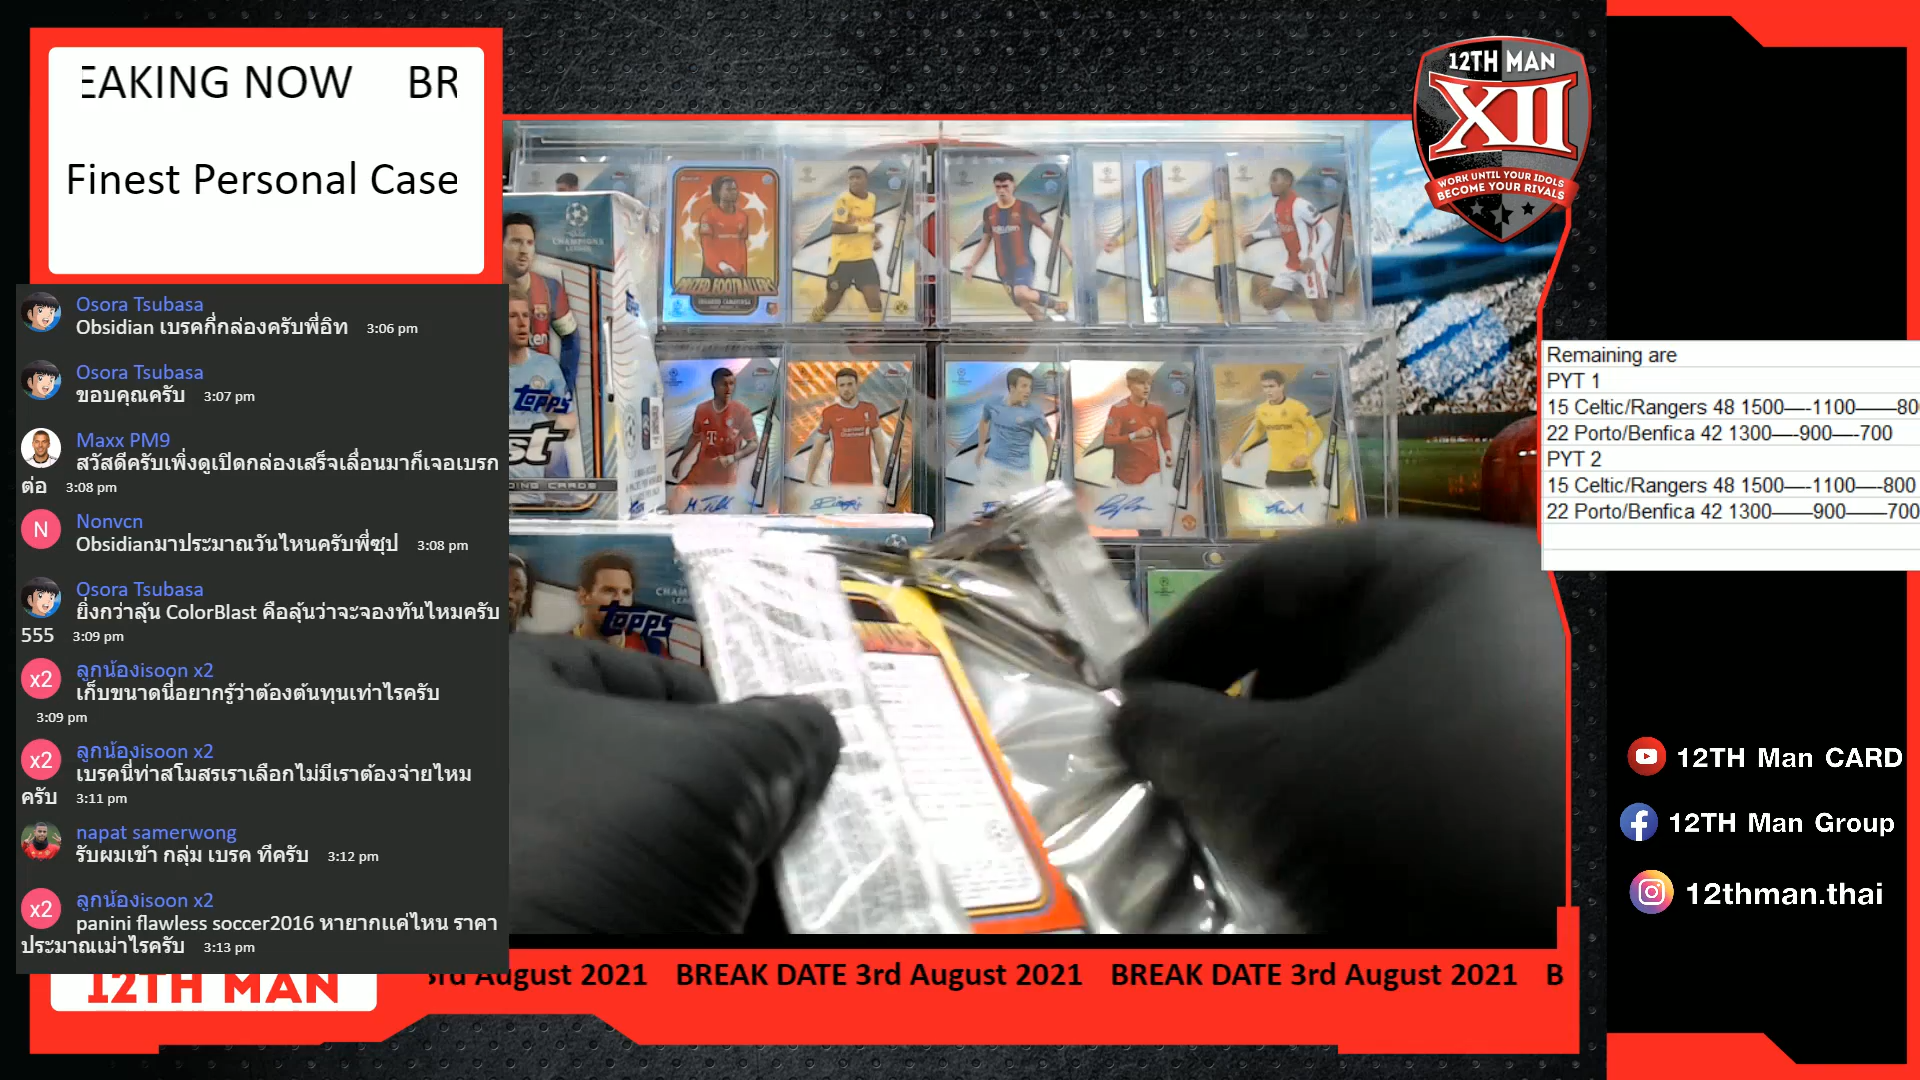 EAKING NOW BR
Finest Personal Case
Osora Tsubasa
Obsidian เบรคกี่กล่องครับพี่อิท 3:06 pm
Osora Tsubasa
ขอบคุณครับ 3:07 pm
Maxx PM9
สวัสดีครับเพิ่งดูเปิดกล่องเสร็จเลื่อนมาก็เจอเบรก
ต่อ 3:08 pm
N
Nonvcn
Obsidianมาประมาณวันไหนครับพี่ซุป 3:08 pm
Osora Tsubasa
ยิ่งกว่าลุ้น ColorBlast คือลุ้นว่าจะจองทันไหมครับ
555 3:09 pm
x2
ลูกน้องisoon x2
เก็บขนาดนี่อยากรู้ว่าต้องต้นทุนเท่าไรครับ
3:09 pm
x2
ลูกน้องisoon x2
เบรคนี่ท่าสโมสรเราเลือกไม่มีเราต้องจ่ายไหม
ครับ 3:11 pm
napat samerwong
รับผมเข้า กลุ่ม เบรค ทีครับ 3:12 pm
x2
ลูกน้องisoon x2
panini flawless soccer2016 หายากแค่ไหน ราคา
ประมาณเม่าไรครับ 3:13 pm
12TH MAN
3rd August 2021 BREAK DATE 3rd August 2021 BREAK DATE 3rd August 2021 B
12TH MAN
XII
WORK UNTIL YOUR IDOLS
BECOME YOUR RIVALS
Remaining are
PYT 1
15 Celtic/Rangers 48 1500—-1100——80
22 Porto/Benfica 42 1300—-900—-700
PYT 2
15 Celtic/Rangers 48 1500—-1100—-800
22 Porto/Benfica 42 1300——900——700
12TH Man CARD
12TH Man Group
12thman.thai
CHAMPIONS
LEAGUE
topps
st
PRIZED FOOTBALLERS
topps